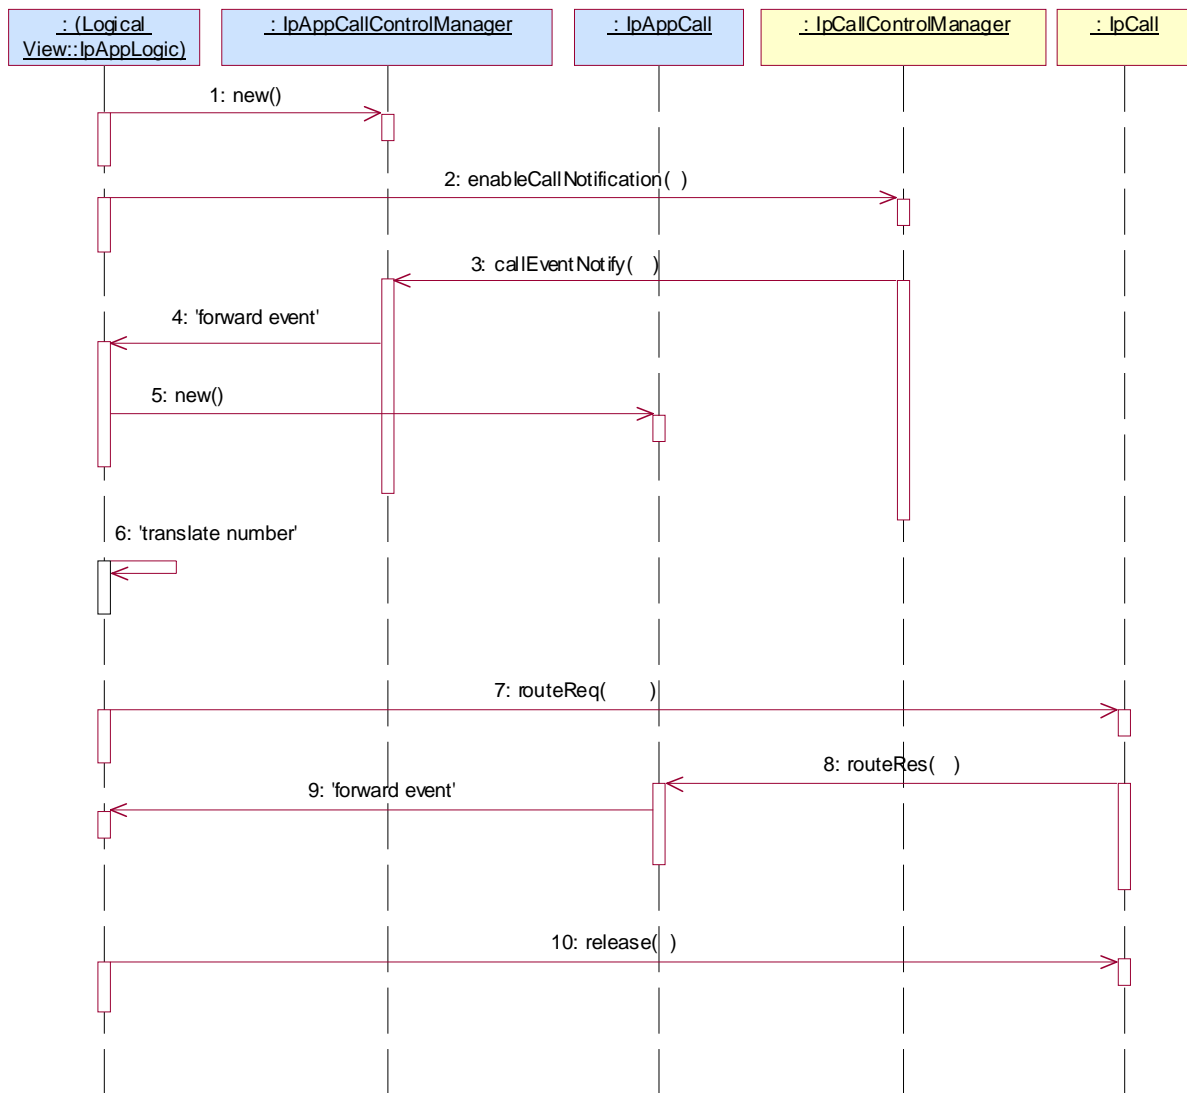 : (Logical
View::IpAppLogic)
: IpAppCallControlManager
: IpAppCall
: IpCallControlManager
: IpCall
1: new()
2: enableCallNotification( )
3: callEventNotify( )
4: 'forward event'
5: new()
6: 'translate number'
7: routeReq( )
8: routeRes( )
9: 'forward event'
10: release( )